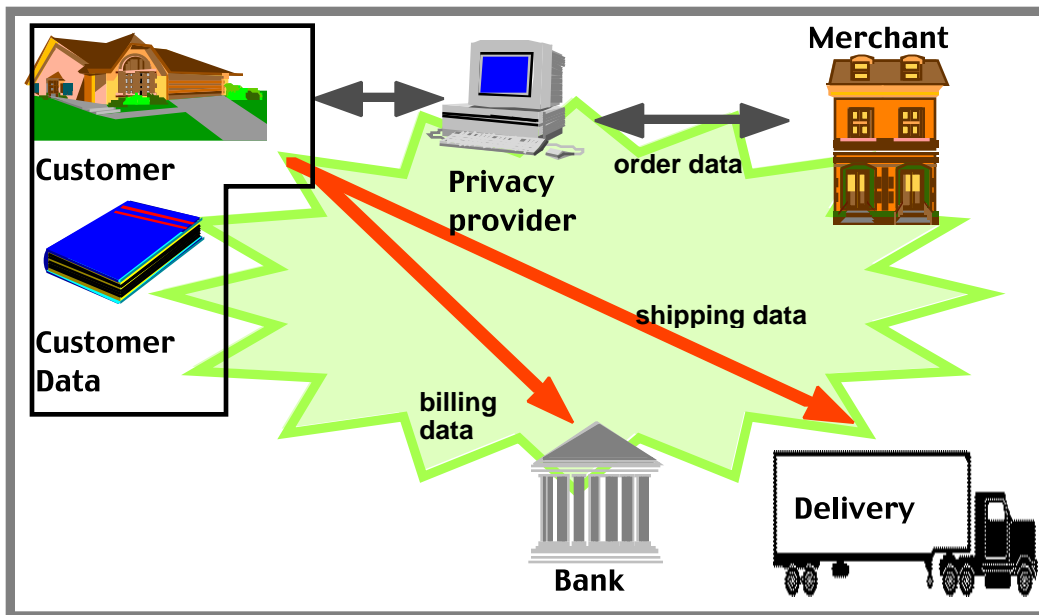 Merchant
Customer
Privacy
provider
order data
Customer
Data
shipping data
billing
data
Delivery
Bank